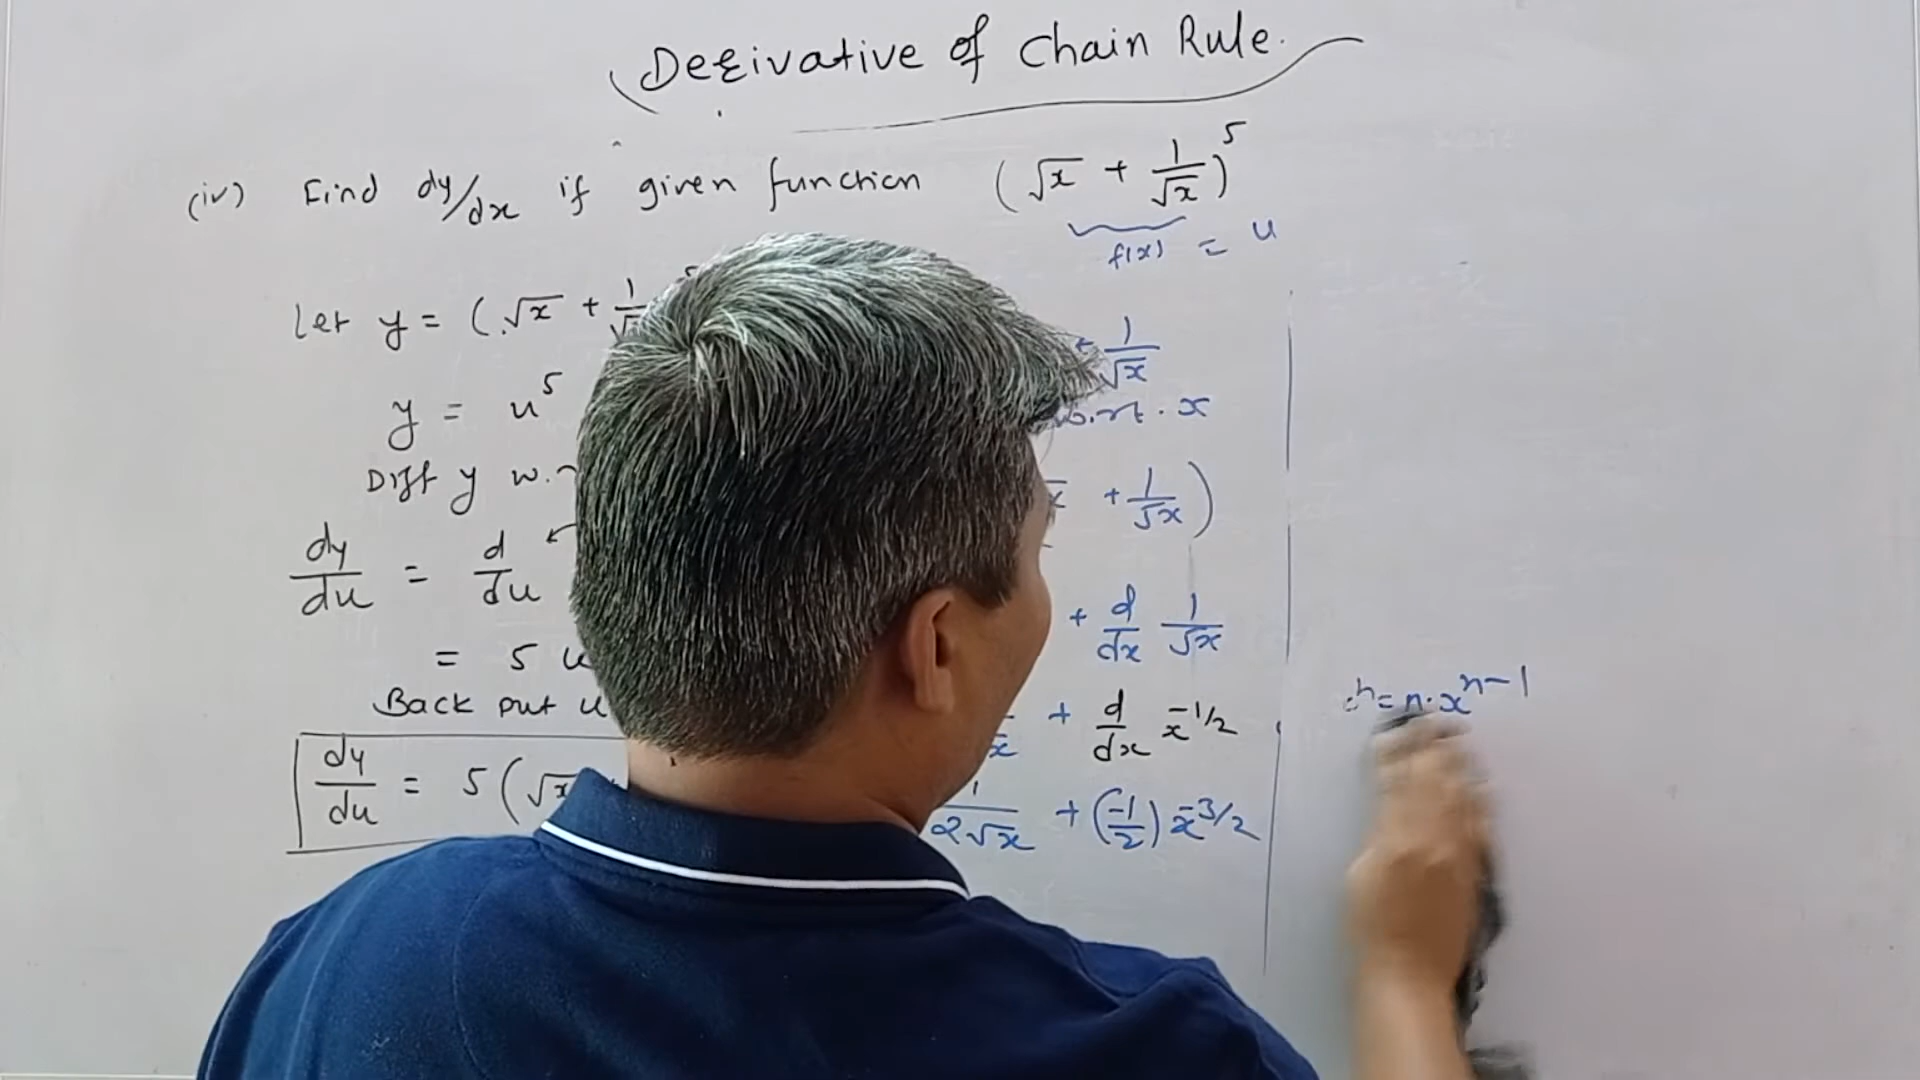 Derivative of Chain Rule.
(iv) Find dy/dx if given function (√x + 1/√x)^5
f(x) = u
Let y = (√x + 1/√
y = u^5
Diff y w.
dy/du = d/du
= 5 u
Back put u
dy/du = 5 (√x
+ 1/√x
w.r.t. x
+ 1/√x)
+ d/dx 1/√x
+ d/dx x^-1/2
1/2√x + (-1/2) x^-3/2
n = n·x^n-1